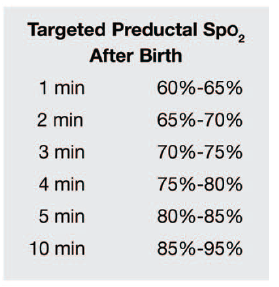 Targeted Preductal SpO2
After Birth
1 min 60%-65%
2 min 65%-70%
3 min 70%-75%
4 min 75%-80%
5 min 80%-85%
10 min 85%-95%